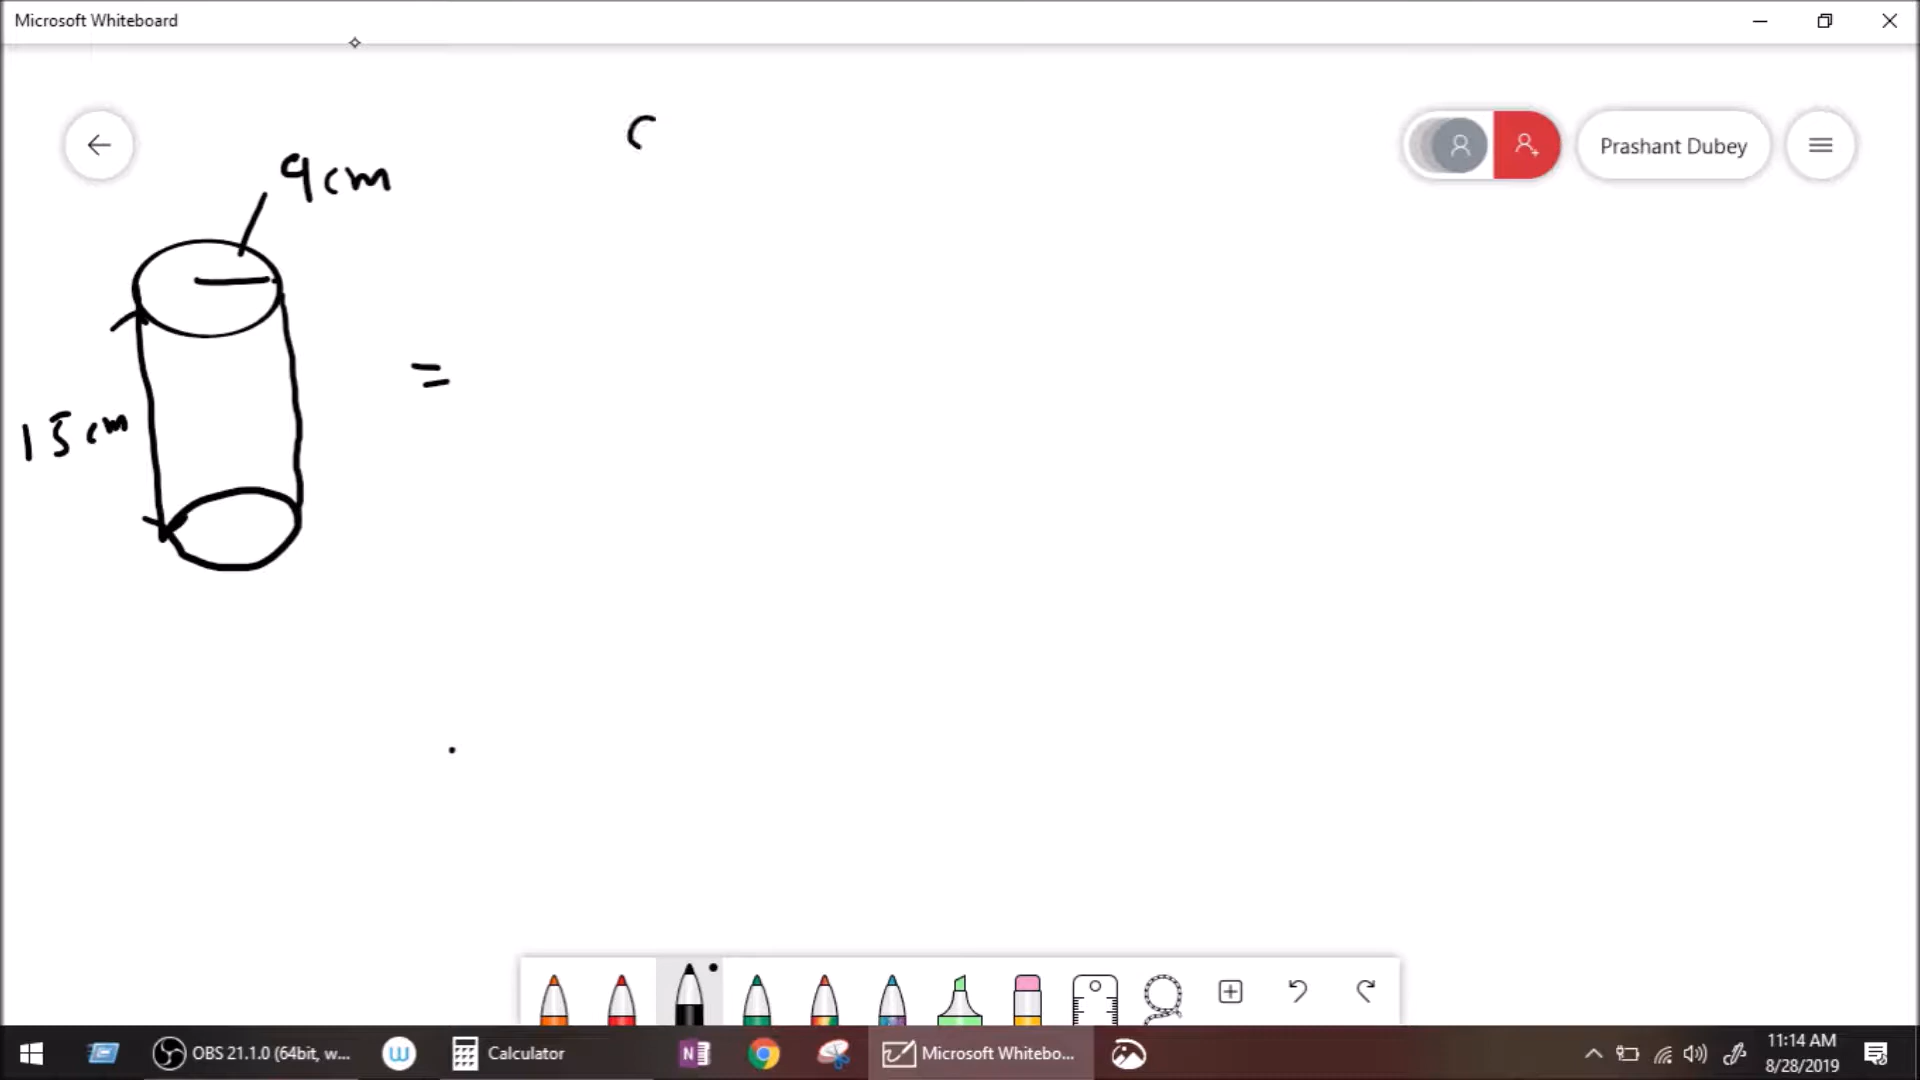 Microsoft Whiteboard
Prashant Dubey
9cm
15cm
=
OBS 21.1.0 (64bit, w...
Calculator
Microsoft Whitebo...
11:14 AM
8/28/2019